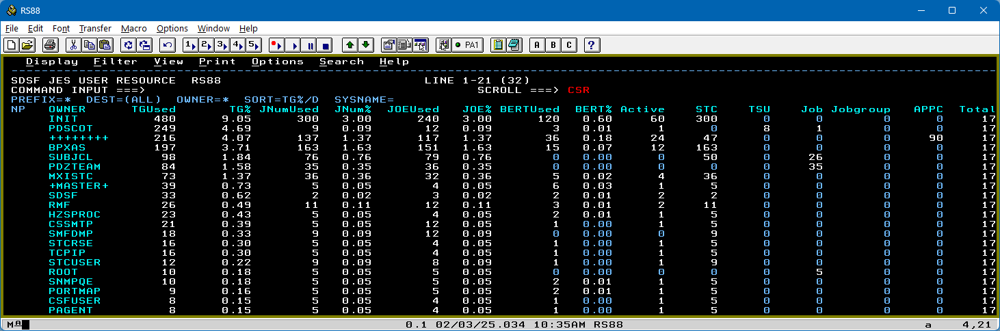 RS88
File Edit Font Transfer Macro Options Window Help
1 2 3 4 5 PA1 A B C ?
Display Filter View Print Options Search Help
SDSF JES USER RESOURCE RS88 LINE 1-21 (32)
COMMAND INPUT ===> SCROLL ===> CSR
PREFIX=* DEST=(ALL) OWNER=* SORT=TG%/D SYSNAME=
NP OWNER TGUsed TG% JNumUsed JNum% JOEUsed JOE% BERTUsed BERT% Active STC TSU Job Jobgroup APPC Total
INIT 480 9.05 300 3.00 240 3.00 120 0.60 60 300 0 0 0 0 17
PDSCOT 249 4.69 9 0.09 12 0.09 3 0.01 1 0 8 1 0 0 17
++++++++ 216 4.07 137 1.37 117 1.37 36 0.18 24 47 0 0 0 90 17
BPXAS 197 3.71 163 1.63 151 1.63 15 0.07 12 163 0 0 0 0 17
SUBJCL 98 1.84 76 0.76 79 0.76 0 0.00 0 50 0 26 0 0 17
PDZTEAM 84 1.58 35 0.35 36 0.35 0 0.00 0 0 0 35 0 0 17
MXISTC 73 1.37 36 0.36 32 0.36 5 0.02 4 36 0 0 0 0 17
+MASTER+ 39 0.73 5 0.05 4 0.05 6 0.03 1 5 0 0 0 0 17
SDSF 33 0.62 2 0.02 3 0.02 2 0.01 2 2 0 0 0 0 17
RMF 26 0.49 11 0.11 12 0.11 3 0.01 2 11 0 0 0 0 17
HZSPROC 23 0.43 5 0.05 4 0.05 2 0.01 1 5 0 0 0 0 17
CSSMTP 21 0.39 5 0.05 12 0.05 1 0.00 1 5 0 0 0 0 17
SMFDMP 18 0.33 9 0.09 12 0.09 0 0.00 0 9 0 0 0 0 17
STCRSE 16 0.30 5 0.05 4 0.05 1 0.00 1 5 0 0 0 0 17
TCPIP 16 0.30 5 0.05 4 0.05 1 0.00 1 5 0 0 0 0 17
STCUSER 12 0.22 9 0.09 8 0.09 1 0.00 1 9 0 0 0 0 17
ROOT 10 0.18 5 0.05 5 0.05 0 0.00 0 0 0 5 0 0 17
SNMPQE 10 0.18 5 0.05 5 0.05 2 0.01 1 5 0 0 0 0 17
PORTMAP 9 0.16 5 0.05 5 0.05 2 0.01 1 5 0 0 0 0 17
CSFUSER 8 0.15 5 0.05 4 0.05 1 0.00 1 5 0 0 0 0 17
PAGENT 8 0.15 5 0.05 4 0.05 1 0.00 1 5 0 0 0 0 17
MA 0.1 02/03/25.034 10:35AM RS88 a 4,21